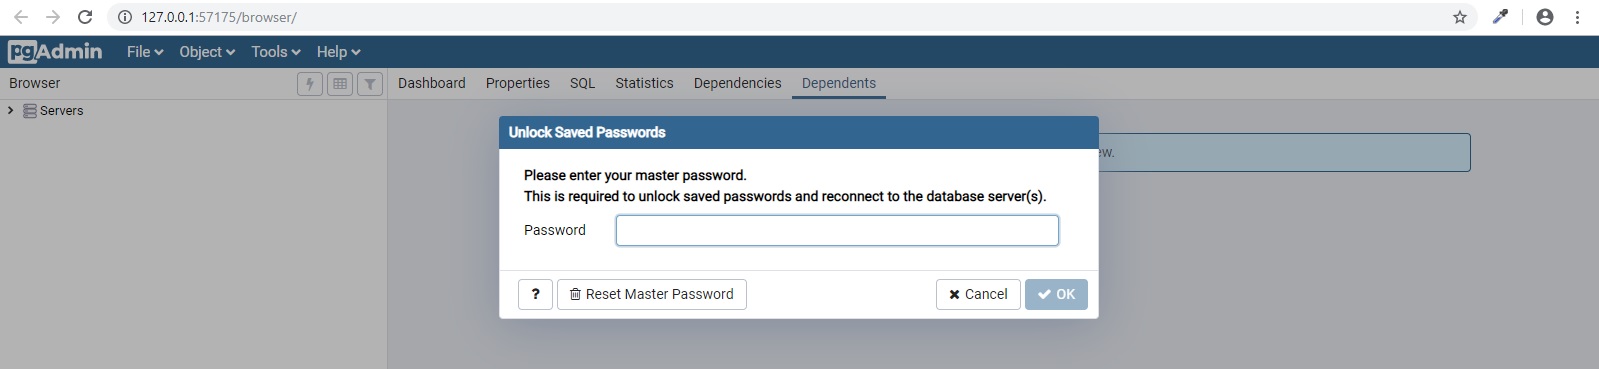 127.0.0.1:57175/browser/
pgAdmin File Object Tools Help
Browser Dashboard Properties SQL Statistics Dependencies Dependents
Servers
Unlock Saved Passwords
Please enter your master password.
This is required to unlock saved passwords and reconnect to the database server(s).
Password
? Reset Master Password Cancel OK